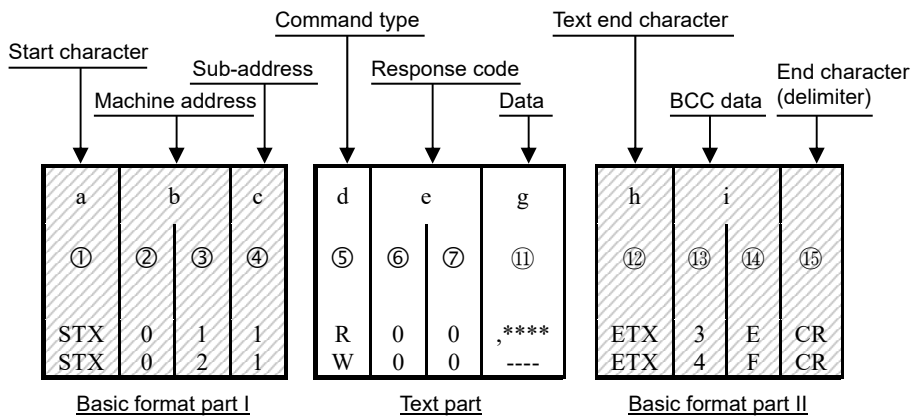 Command type
Text end character
Start character
Sub-address
Response code
End character
(delimiter)
Machine address
Data
BCC data
a b c d e g h i
① ② ③ ④ ⑤ ⑥ ⑦ ⑪ ⑫ ⑬ ⑭ ⑮
STX 0 1 1 R 0 0 ,**** ETX 3 E CR
STX 0 2 1 W 0 0 ---- ETX 4 F CR
Basic format part I
Text part
Basic format part II